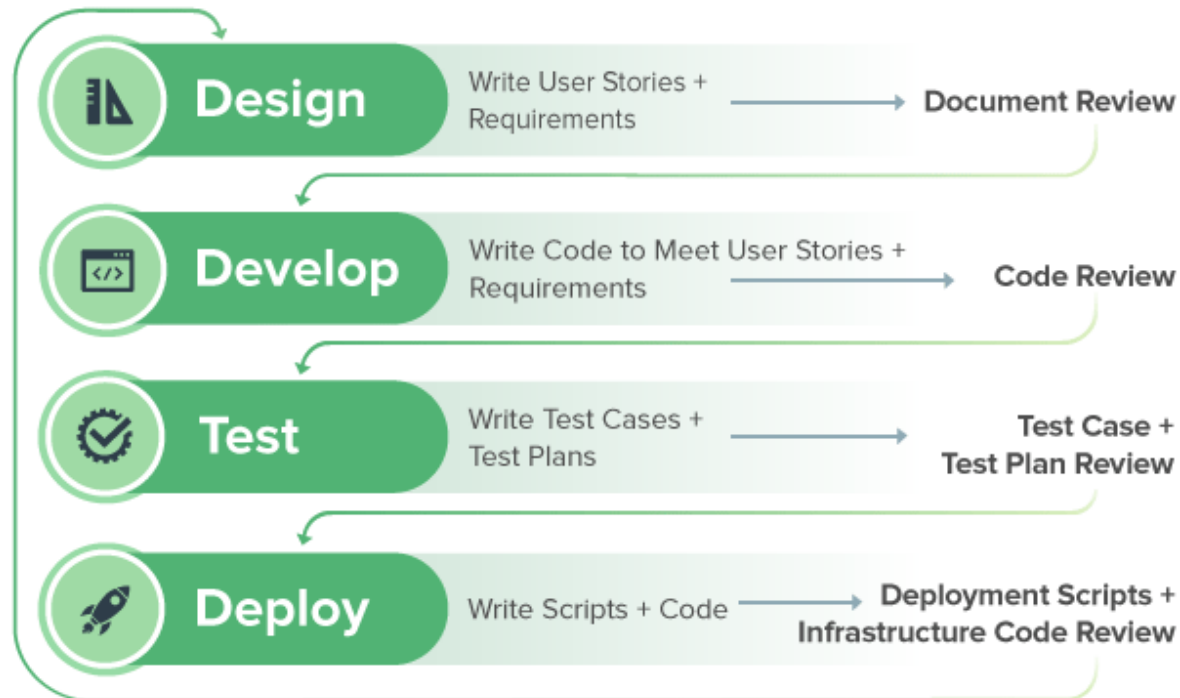 Design
Write User Stories +
Requirements
Document Review
Develop
</>
Write Code to Meet User Stories +
Requirements
Code Review
Test
Write Test Cases +
Test Plans
Test Case +
Test Plan Review
Deploy
Write Scripts + Code
Deployment Scripts +
Infrastructure Code Review